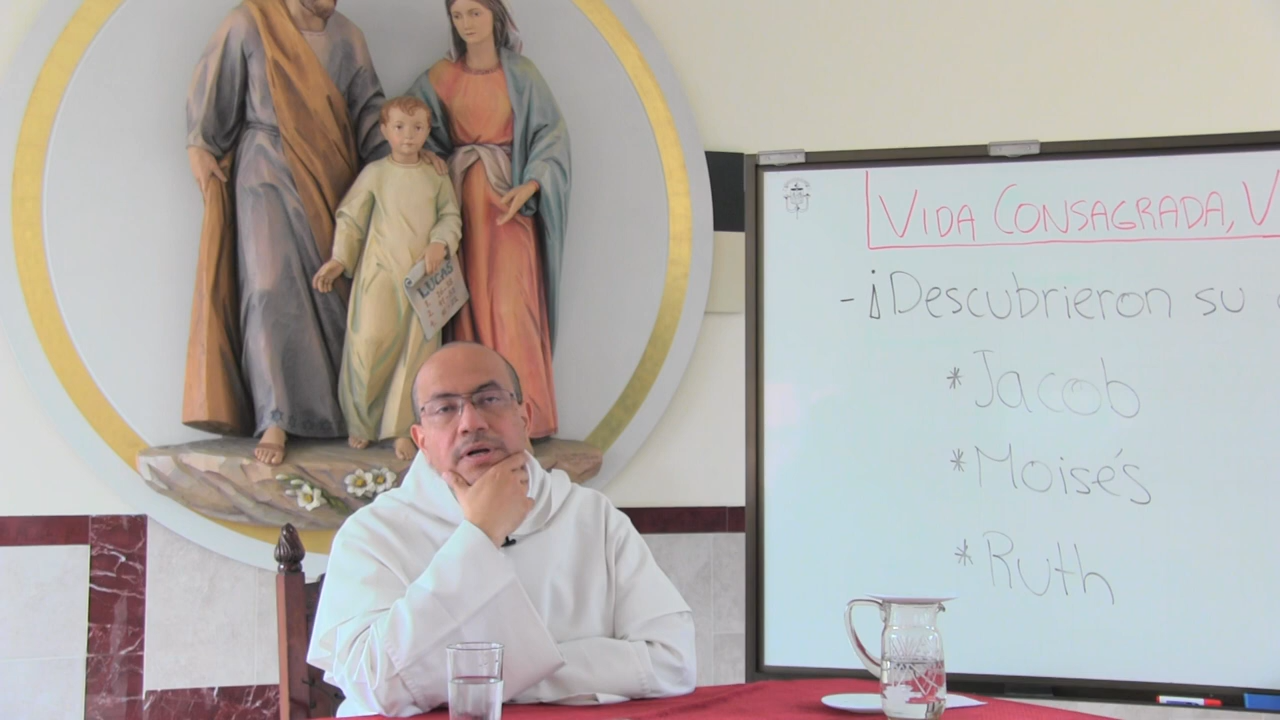 LUCAS
VIDA CONSAGRADA, V
- ¡Descubrieron su
* Jacob
* Moisés
* Ruth